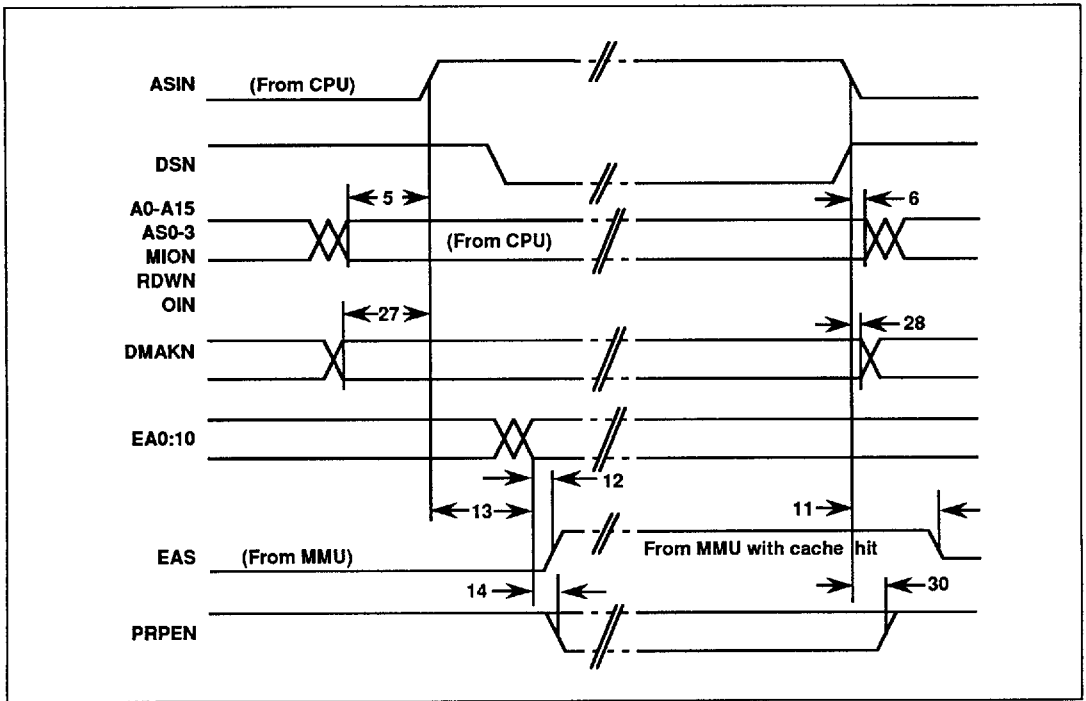 ASIN (From CPU)
DSN
5 6
A0-A15
AS0-3
MION
RDWN
OIN
(From CPU)
27 28
DMAKN
EA0:10
12
13 11
EAS (From MMU) From MMU with cache hit
14 30
PRPEN